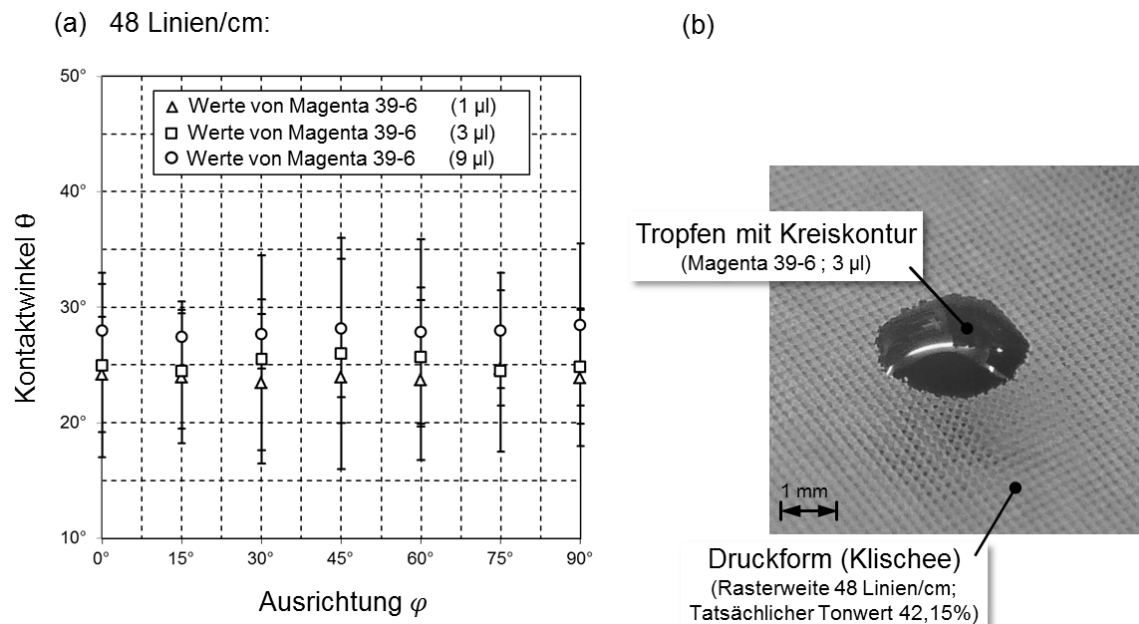 (a) 48 Linien/cm:
(b)
50°
40°
30°
20°
10°
Kontaktwinkel θ
△ Werte von Magenta 39-6 (1 µl)
□ Werte von Magenta 39-6 (3 µl)
○ Werte von Magenta 39-6 (9 µl)
0° 15° 30° 45° 60° 75° 90°
Ausrichtung φ
Tropfen mit Kreiskontur
(Magenta 39-6 ; 3 µl)
1 mm
Druckform (Klischee)
(Rasterweite 48 Linien/cm;
Tatsächlicher Tonwert 42,15%)